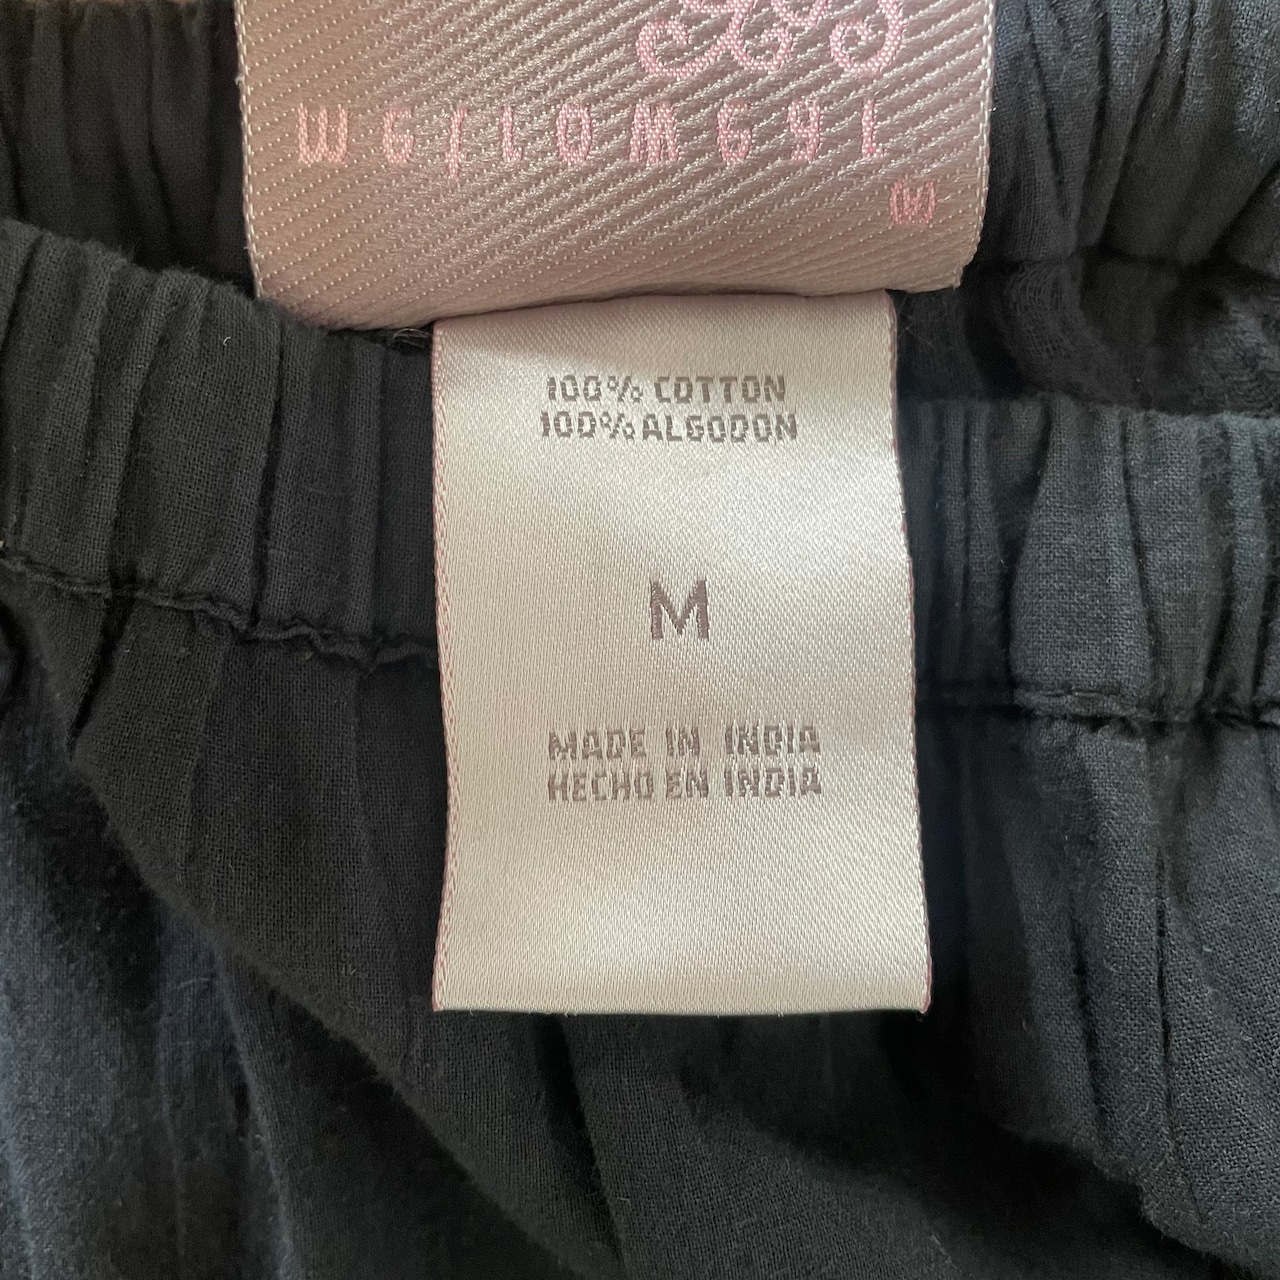 100% COTTON
100% ALGODON
M
MADE IN INDIA
HECHO EN INDIA